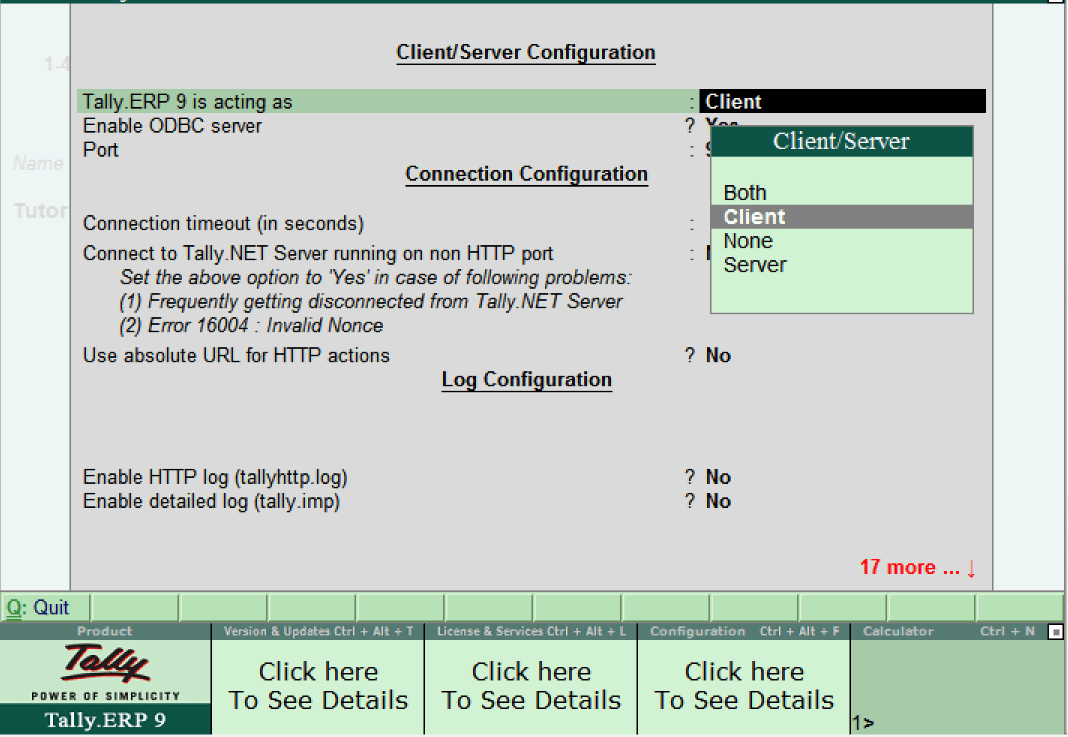 Client/Server Configuration
1-4
Tally.ERP 9 is acting as : Client
Enable ODBC server ? Yes
Client/Server
Port : 9
Name
Both
Connection Configuration
Tutor
Client
Connection timeout (in seconds) :
None
Connect to Tally.NET Server running on non HTTP port :
Server
Set the above option to 'Yes' in case of following problems:
(1) Frequently getting disconnected from Tally.NET Server
(2) Error 16004 : Invalid Nonce
Use absolute URL for HTTP actions ? No
Log Configuration
Enable HTTP log (tallyhttp.log) ? No
Enable detailed log (tally.imp) ? No
17 more ... ↓
Q: Quit
Product Version & Updates Ctrl + Alt + T License & Services Ctrl + Alt + L Configuration Ctrl + Alt + F Calculator Ctrl + N
Tally
POWER OF SIMPLICITY
Tally.ERP 9
Click here
To See Details
Click here
To See Details
Click here
To See Details
1>